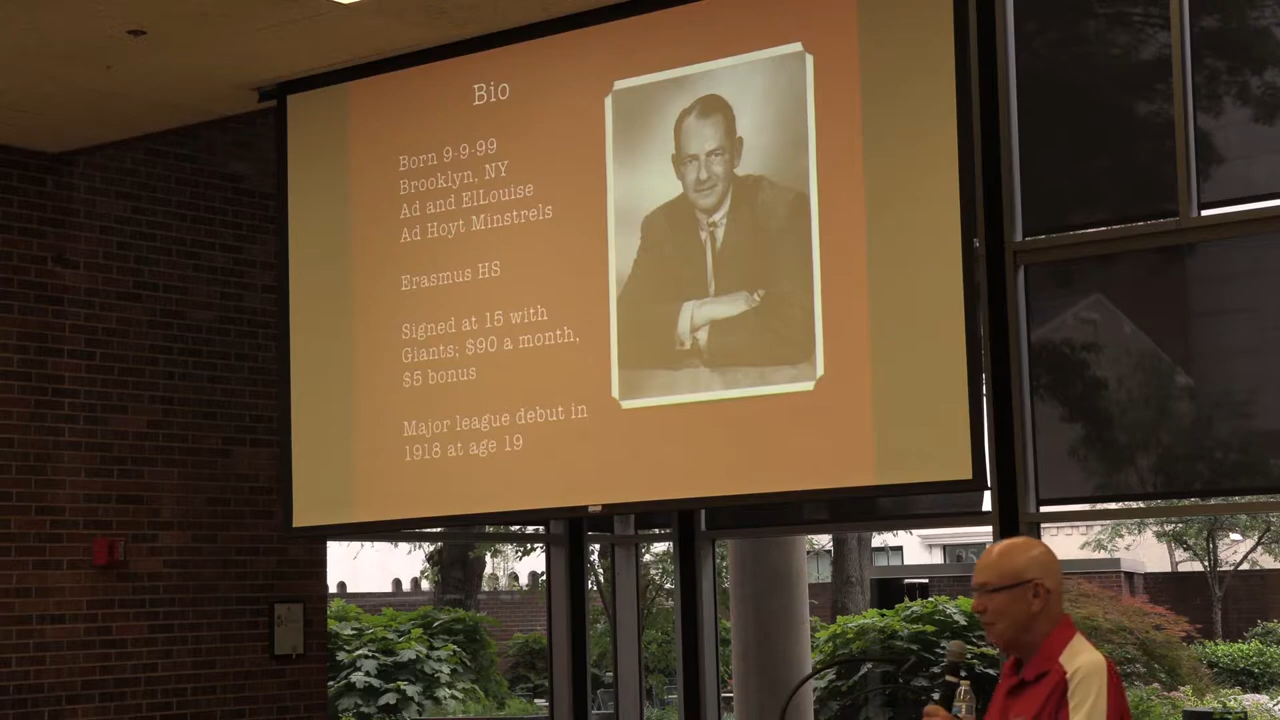 Bio
Born 9-9-99
Brooklyn, NY
Ad and ElLouise
Ad Hoyt Minstrels
Erasmus HS
Signed at 15 with
Giants; $90 a month,
$5 bonus
Major league debut in
1918 at age 19